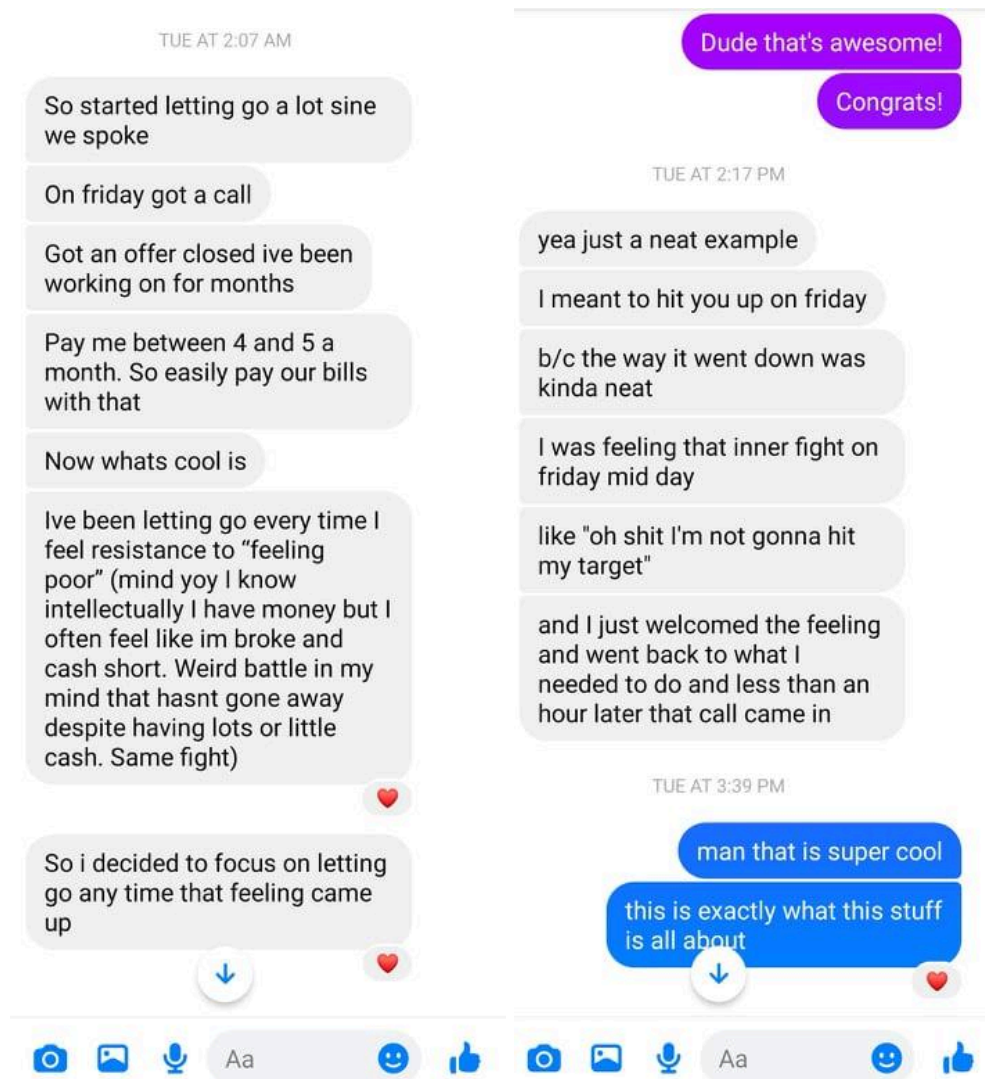 TUE AT 2:07 AM
So started letting go a lot sine
we spoke
On friday got a call
Got an offer closed ive been
working on for months
Pay me between 4 and 5 a
month. So easily pay our bills
with that
Now whats cool is
Ive been letting go every time I
feel resistance to “feeling
poor” (mind yoy I know
intellectually I have money but I
often feel like im broke and
cash short. Weird battle in my
mind that hasnt gone away
despite having lots or little
cash. Same fight)
So i decided to focus on letting
go any time that feeling came
up
Aa
Dude that's awesome!
Congrats!
TUE AT 2:17 PM
yea just a neat example
I meant to hit you up on friday
b/c the way it went down was
kinda neat
I was feeling that inner fight on
friday mid day
like "oh shit I'm not gonna hit
my target"
and I just welcomed the feeling
and went back to what I
needed to do and less than an
hour later that call came in
TUE AT 3:39 PM
man that is super cool
this is exactly what this stuff
is all about
Aa